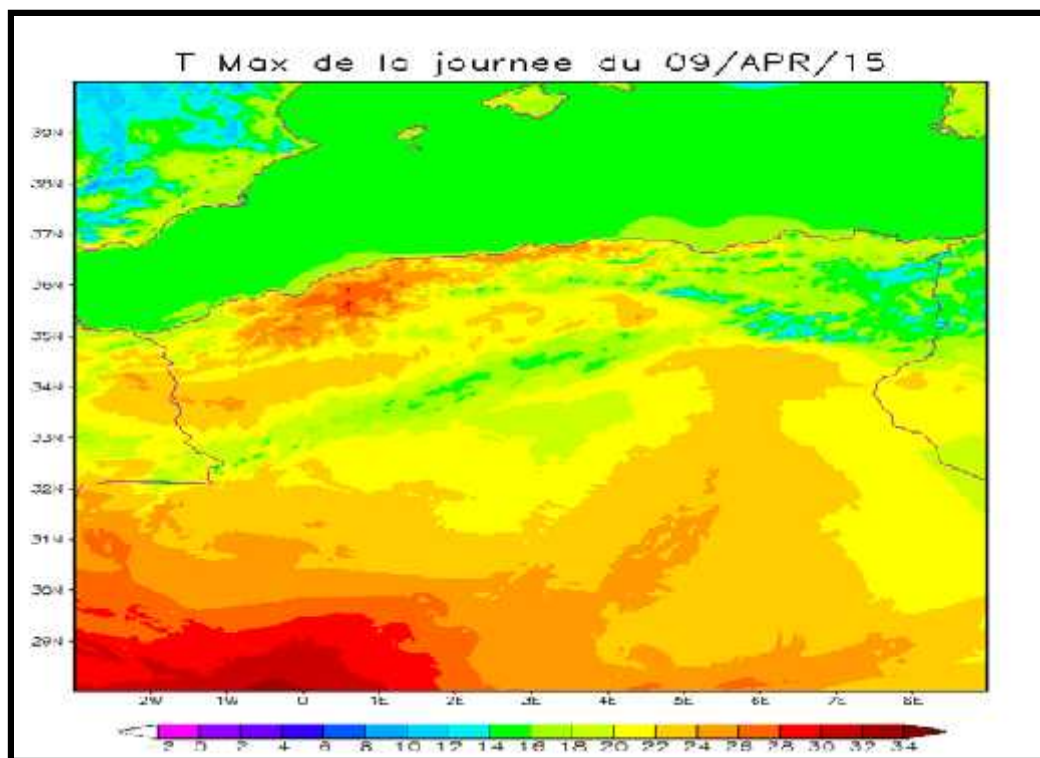 T Max de la journee du 09/APR/15
39N
38N
37N
36N
35N
34N
33N
32N
31N
30N
29N
2W 1W 0 1E 2E 3E 4E 5E 6E 7E 8E
-2 0 2 4 6 8 10 12 14 16 18 20 22 24 26 28 30 32 34